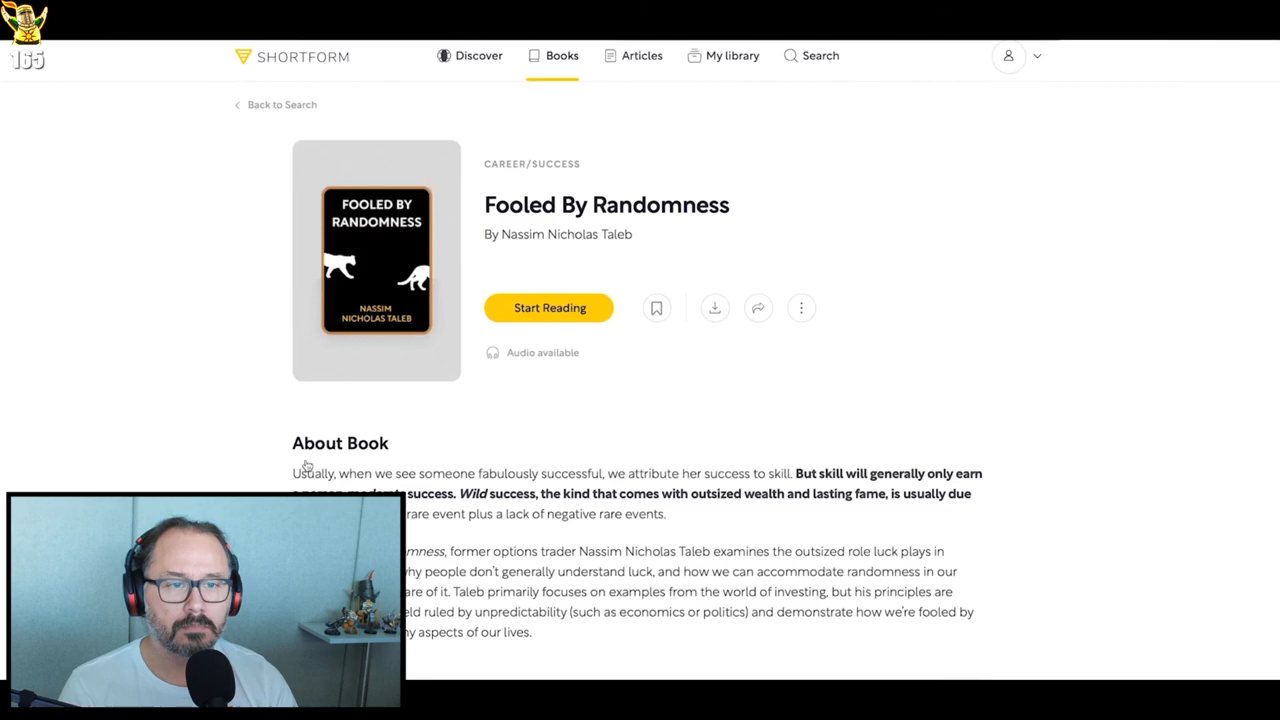 165
SHORTFORM
Discover
Books
Articles
My library
Search
Back to Search
FOOLED BY
RANDOMNESS
NASSIM
NICHOLAS TALEB
CAREER/SUCCESS
Fooled By Randomness
By Nassim Nicholas Taleb
Start Reading
Audio available
About Book
Usually, when we see someone fabulously successful, we attribute her success to skill. But skill will generally only earn
success. Wild success, the kind that comes with outsized wealth and lasting fame, is usually due
rare event plus a lack of negative rare events.
former options trader Nassim Nicholas Taleb examines the outsized role luck plays in
why people don't generally understand luck, and how we can accommodate randomness in our
are of it. Taleb primarily focuses on examples from the world of investing, but his principles are
eld ruled by unpredictability (such as economics or politics) and demonstrate how we're fooled by
ny aspects of our lives.